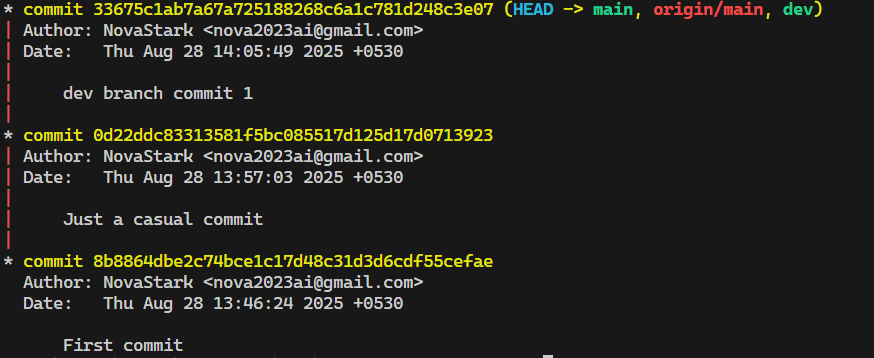 * commit 33675c1ab7a67a725188268c6a1c781d248c3e07 (HEAD -> main, origin/main, dev)
| Author: NovaStark <nova2023ai@gmail.com>
| Date:   Thu Aug 28 14:05:49 2025 +0530
|
|     dev branch commit 1
|
* commit 0d22ddc83313581f5bc085517d125d17d0713923
| Author: NovaStark <nova2023ai@gmail.com>
| Date:   Thu Aug 28 13:57:03 2025 +0530
|
|     Just a casual commit
|
* commit 8b8864dbe2c74bce1c17d48c31d3d6cdf55cefae
  Author: NovaStark <nova2023ai@gmail.com>
  Date:   Thu Aug 28 13:46:24 2025 +0530

      First commit